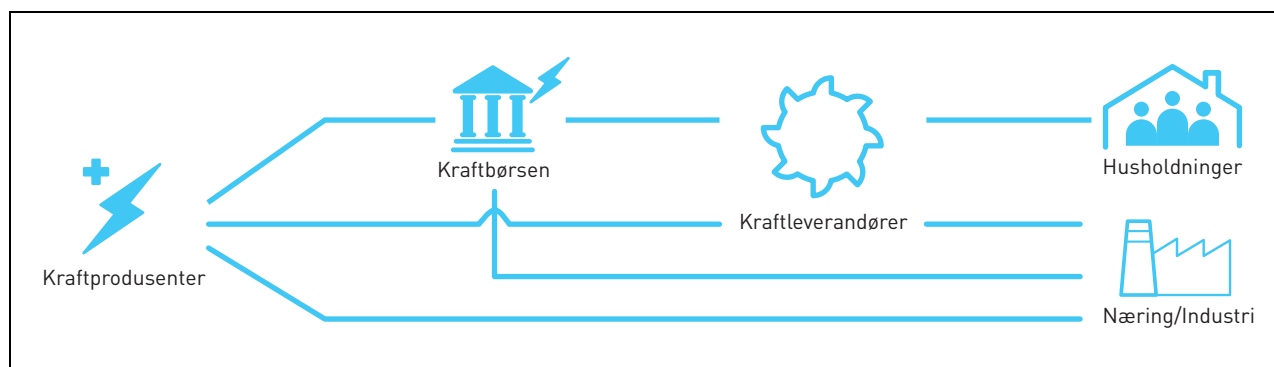 Kraftbørsen
Husholdninger
Kraftleverandører
Kraftprodusenter
Næring/Industri